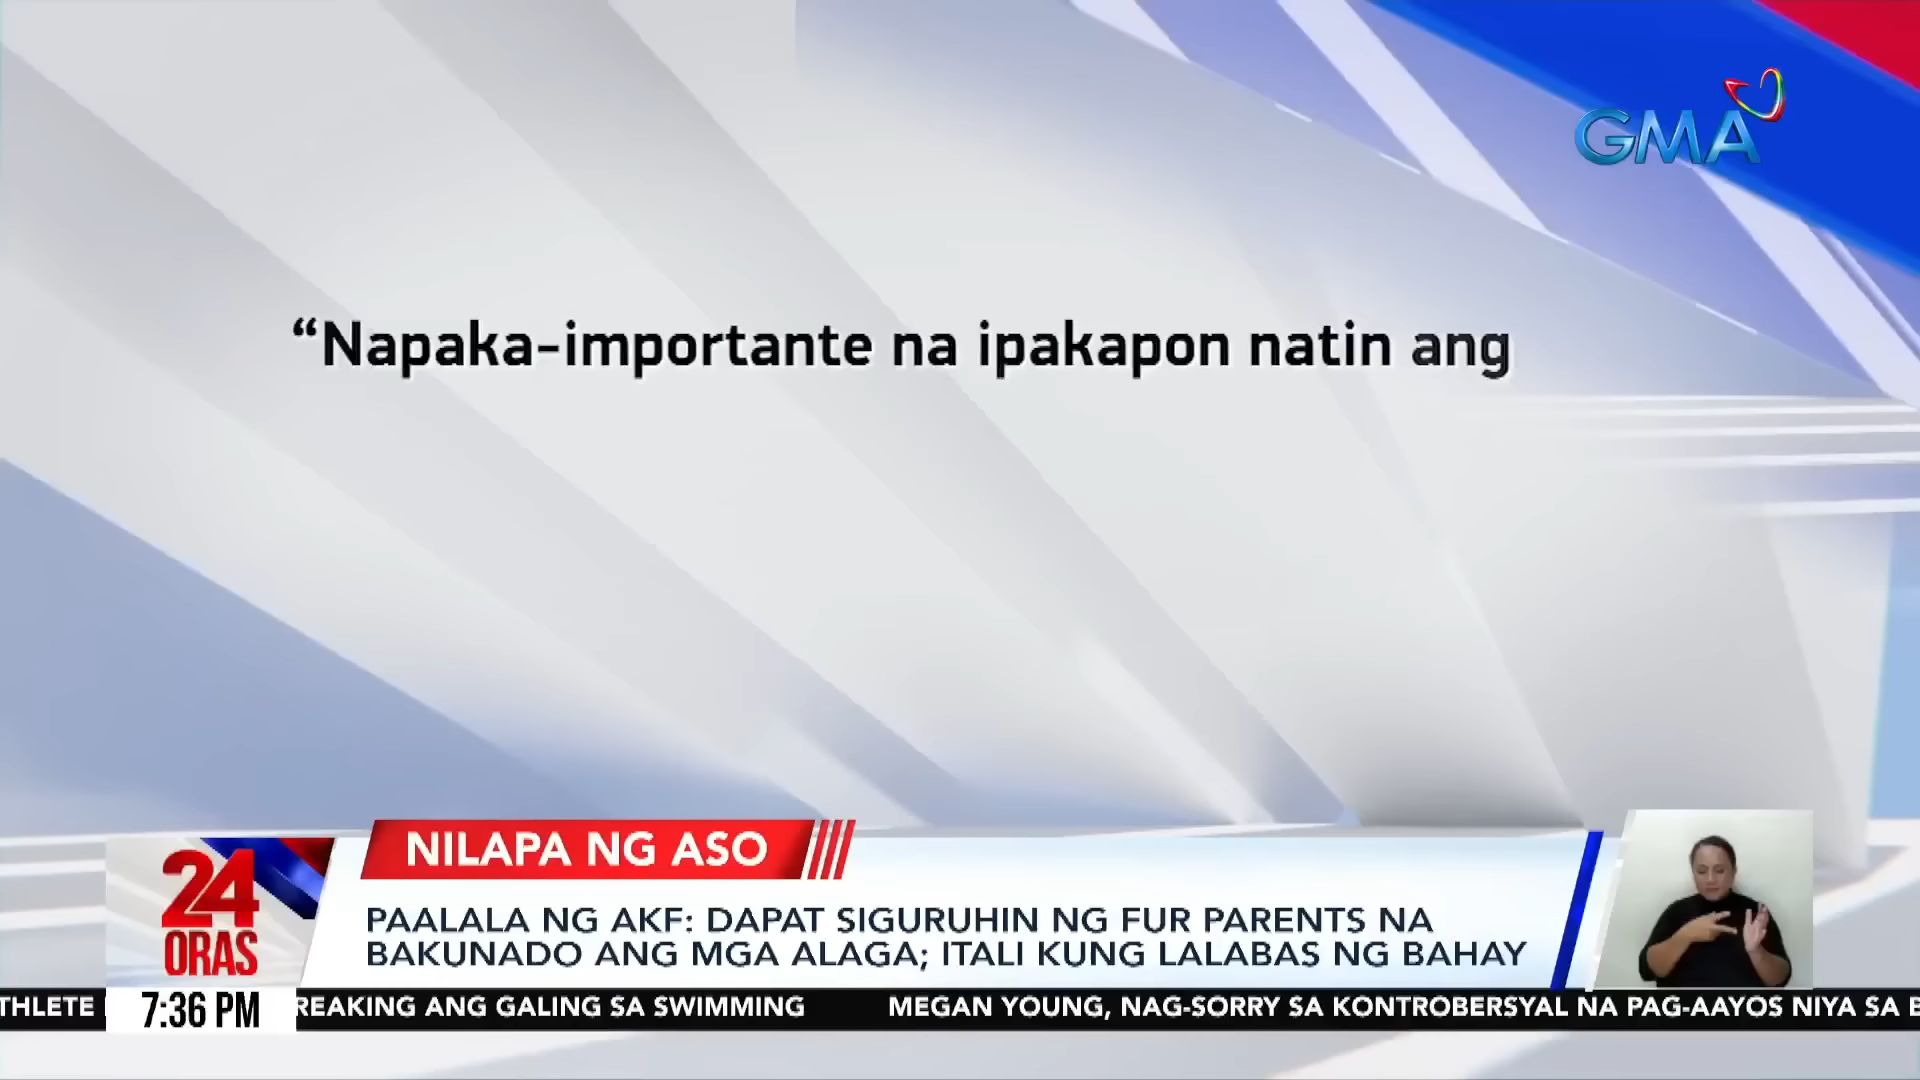 GMA
“Napaka-importante na ipakapon natin ang
NILAPA NG ASO
24
ORAS
PAALALA NG AKF: DAPAT SIGURUHIN NG FUR PARENTS NA
BAKUNADO ANG MGA ALAGA; ITALI KUNG LALABAS NG BAHAY
7:36 PM
THLETE
REAKING ANG GALING SA SWIMMING
MEGAN YOUNG, NAG-SORRY SA KONTROBERSYAL NA PAG-AAYOS NIYA SA